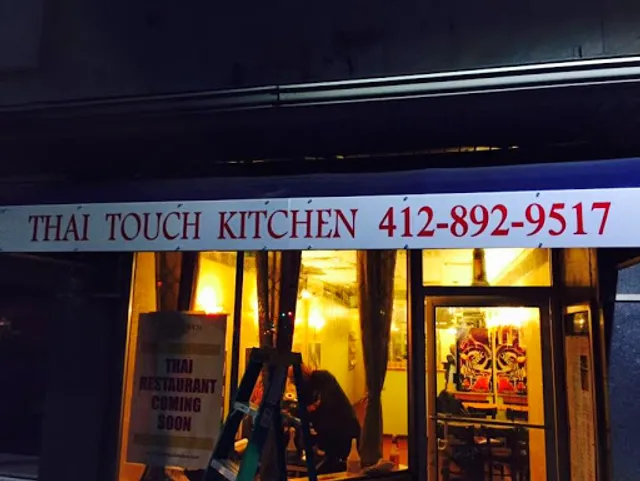 THAI TOUCH KITCHEN 412-892-9517
THAI
RESTAURANT
COMING
SOON